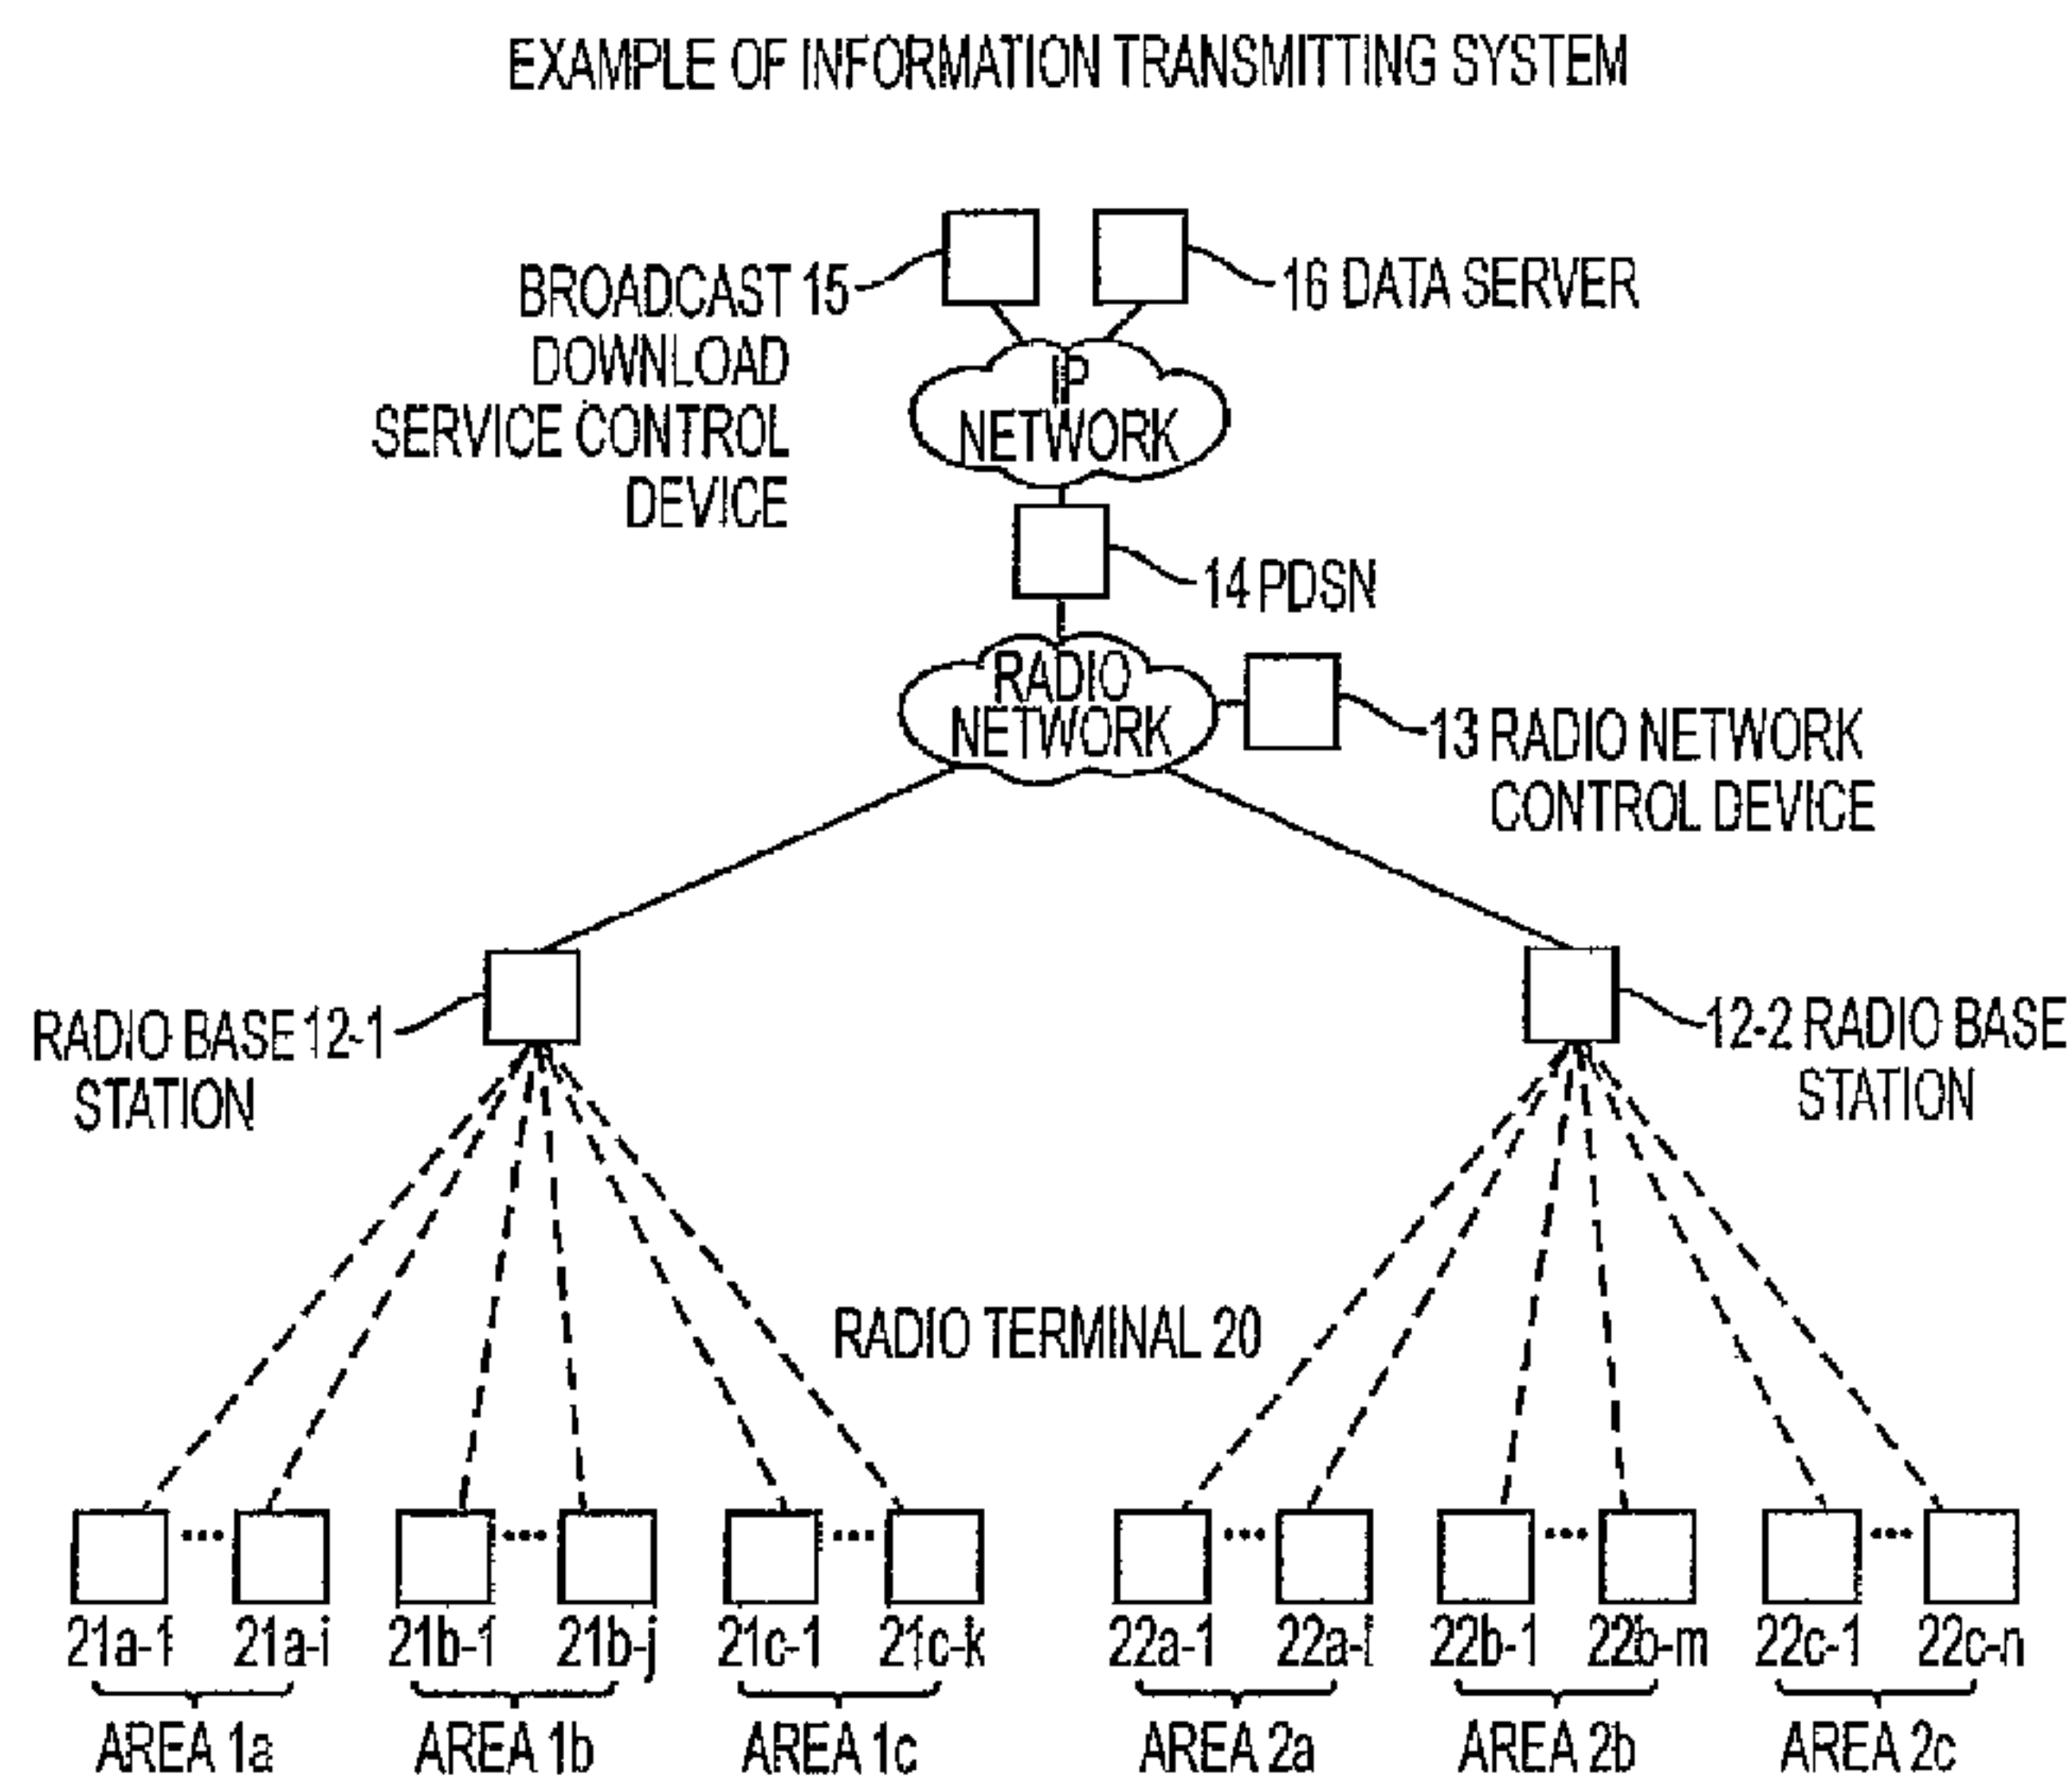 EXAMPLE OF INFORMATION TRANSMITTING SYSTEM
BROADCAST 15
DOWNLOAD
SERVICE CONTROL
DEVICE
16 DATA SERVER
IP
NETWORK
14 PDSN
RADIO
NETWORK
13 RADIO NETWORK
CONTROL DEVICE
RADIO BASE 12-1
STATION
12-2 RADIO BASE
STATION
RADIO TERMINAL 20
21a-1 21a-i 21b-1 21b-j 21c-1 21c-k 22a-1 22a-l 22b-1 22b-m 22c-1 22c-n
AREA 1a AREA 1b AREA 1c AREA 2a AREA 2b AREA 2c